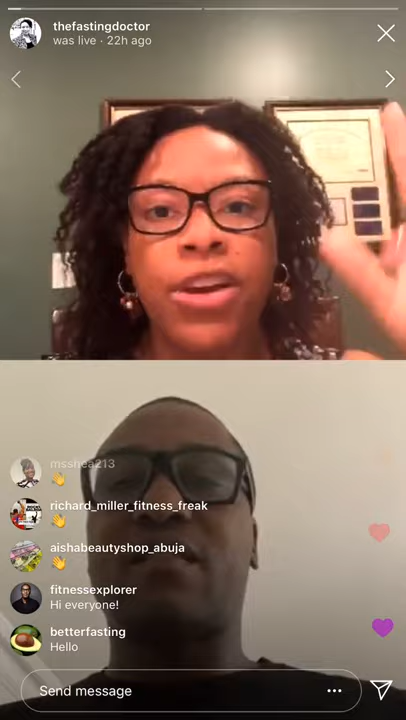 thefastingdoctor
was live · 22h ago
msshea213
👋
richard_miller_fitness_freak
👋
aishabeautyshop_abuja
👋
fitnessexplorer
Hi everyone!
betterfasting
Hello
Send message